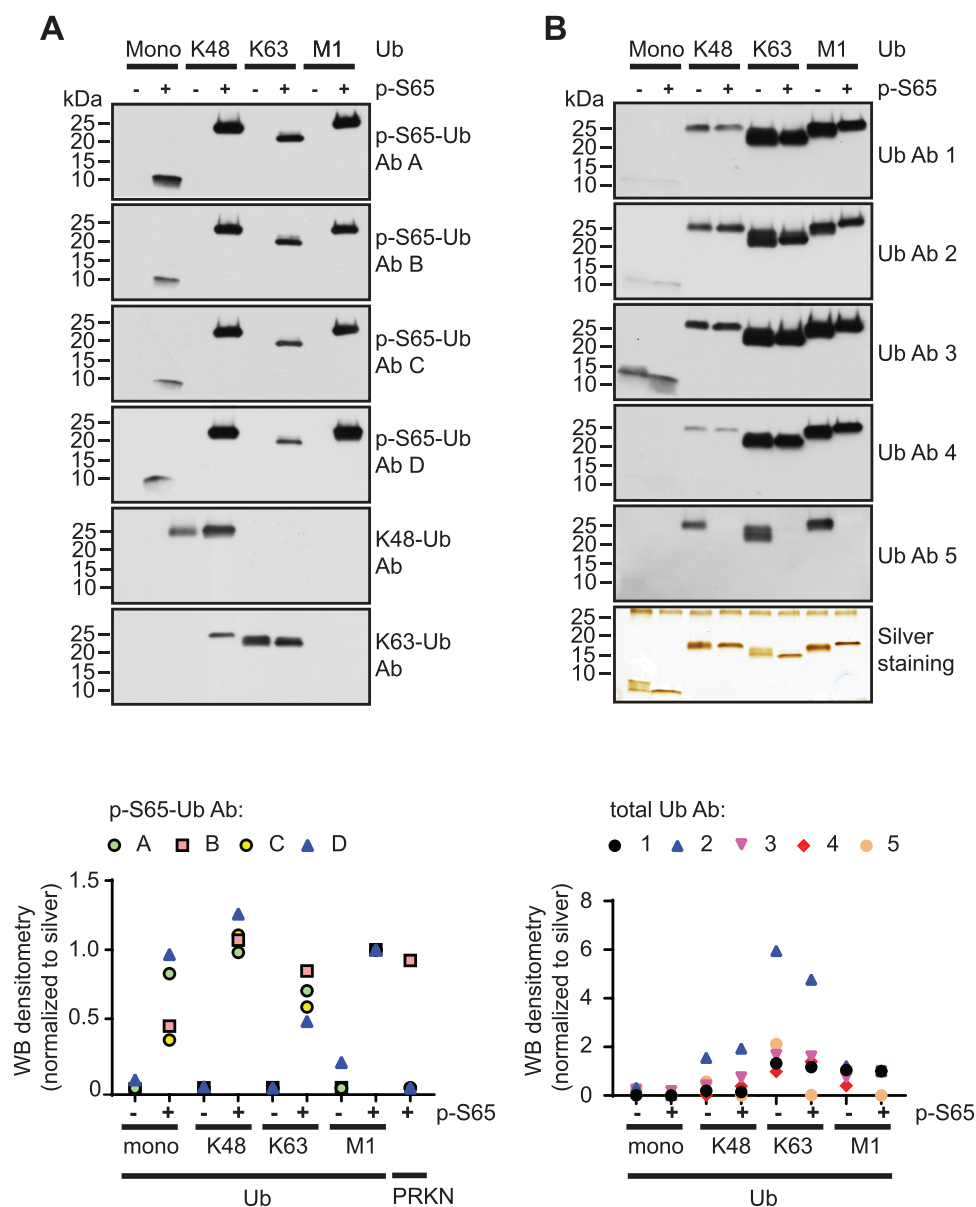 A
Mono K48 K63 M1 Ub
- + - + - + - + p-S65
kDa
25
20
15
10
p-S65-Ub
Ab A
25
20
15
10
p-S65-Ub
Ab B
25
20
15
10
p-S65-Ub
Ab C
25
20
15
10
p-S65-Ub
Ab D
25
20
15
10
K48-Ub
Ab
25
20
15
10
K63-Ub
Ab
B
Mono K48 K63 M1 Ub
- + - + - + - + p-S65
kDa
25
20
15
10
Ub Ab 1
25
20
15
10
Ub Ab 2
25
20
15
10
Ub Ab 3
25
20
15
10
Ub Ab 4
25
20
15
10
Ub Ab 5
25
20
15
10
Silver
staining
p-S65-Ub Ab:
A B C D
WB densitometry
(normalized to silver)
1.5
1.0
0.5
0
- + - + - + - + + p-S65
mono K48 K63 M1
Ub PRKN
total Ub Ab:
1 2 3 4 5
WB densitometry
(normalized to silver)
8
6
4
2
0
- + - + - + - + p-S65
mono K48 K63 M1
Ub